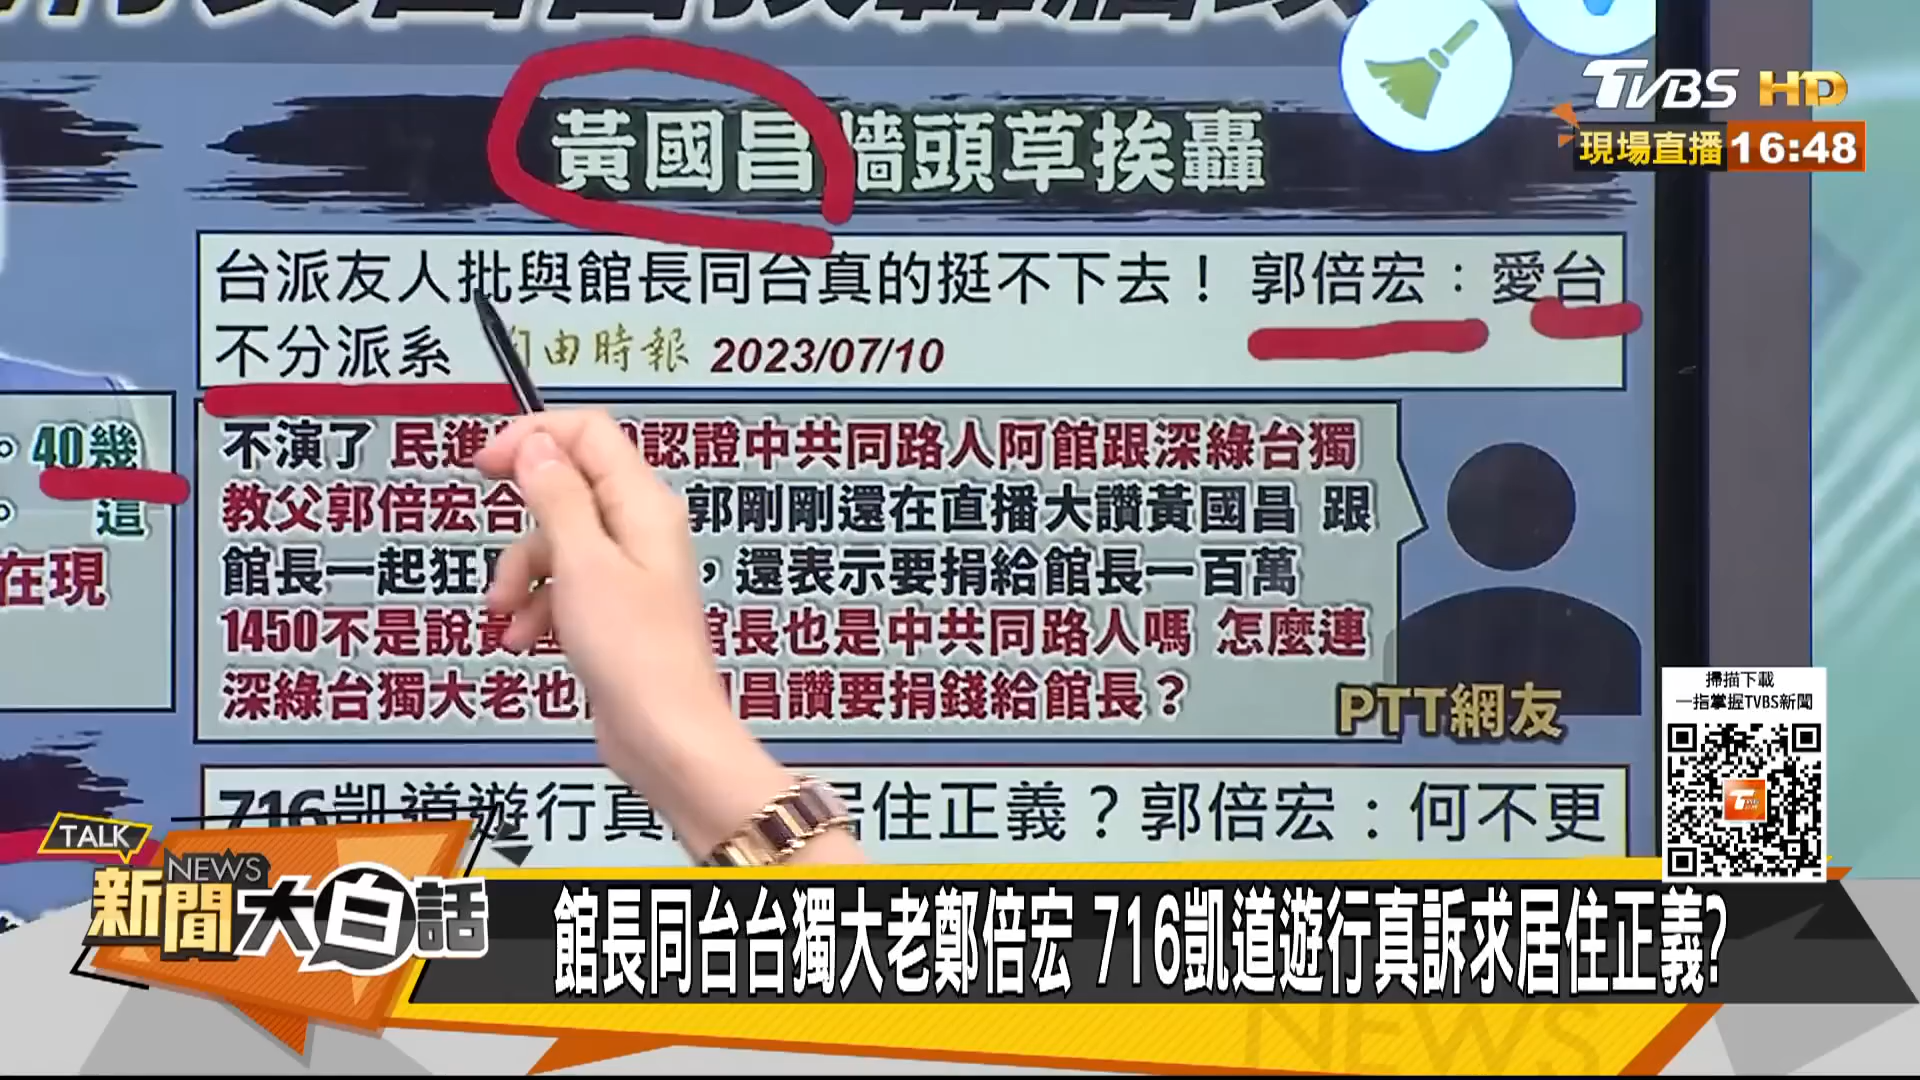 TVBS HD
現場直播 16:48
黃國昌牆頭草挨轟
台派友人批與館長同台真的挺不下去！ 郭倍宏：愛台
不分派系 自由時報 2023/07/10
。40幾
。 這
在現
不演了 民進 認證中共同路人阿館跟深綠台獨
教父郭倍宏合 郭剛剛還在直播大讚黃國昌 跟
館長一起狂 ，還表示要捐給館長一百萬
1450不是說黃 館長也是中共同路人嗎 怎麼連
深綠台獨大老也 昌讚要捐錢給館長？
PTT網友
716凱道遊行真 居住正義？郭倍宏：何不更
掃描下載
一指掌握TVBS新聞
TALK
NEWS
新聞大白話
館長同台台獨大老鄭倍宏 716凱道遊行真訴求居住正義?
NEWS